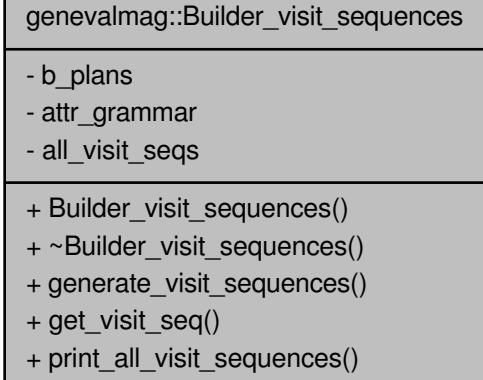 genevalmag::Builder_visit_sequences
- b_plans
- attr_grammar
- all_visit_seqs
+ Builder_visit_sequences()
+ ~Builder_visit_sequences()
+ generate_visit_sequences()
+ get_visit_seq()
+ print_all_visit_sequences()